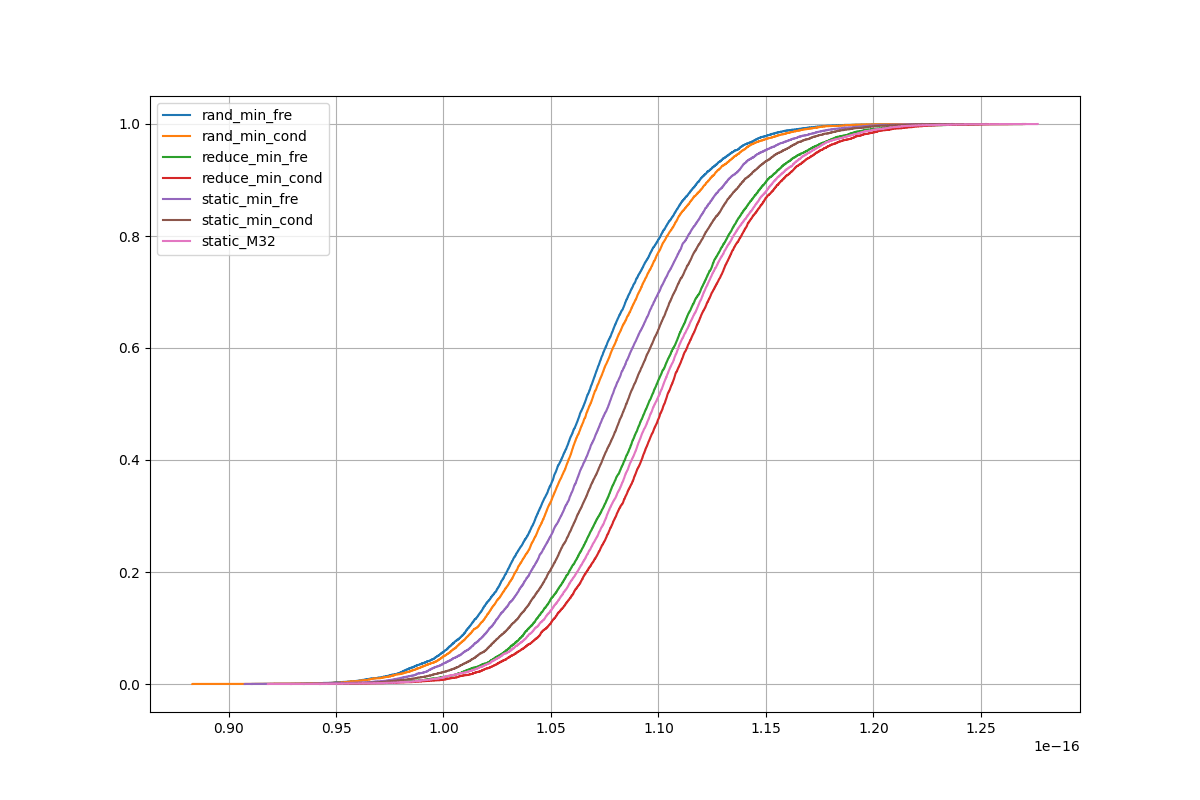 1.0
0.8
0.6
0.4
0.2
0.0
rand_min_fre
rand_min_cond
reduce_min_fre
reduce_min_cond
static_min_fre
static_min_cond
static_M32
0.90 0.95 1.00 1.05 1.10 1.15 1.20 1.25
1e−16